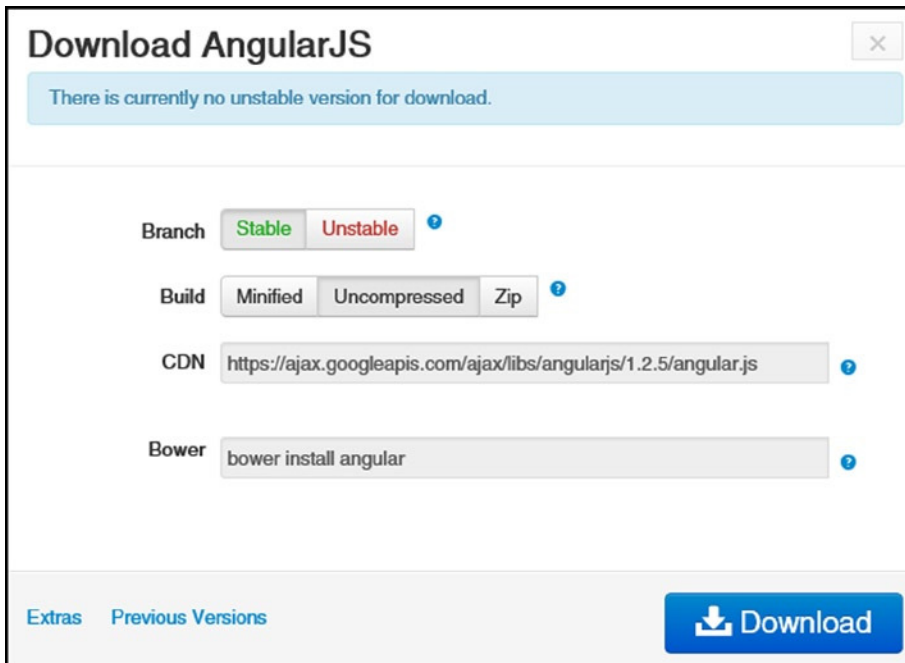 Download AngularJS
There is currently no unstable version for download.
Branch Stable Unstable ?
Build Minified Uncompressed Zip ?
CDN https://ajax.googleapis.com/ajax/libs/angularjs/1.2.5/angular.js ?
Bower bower install angular ?
Extras Previous Versions Download